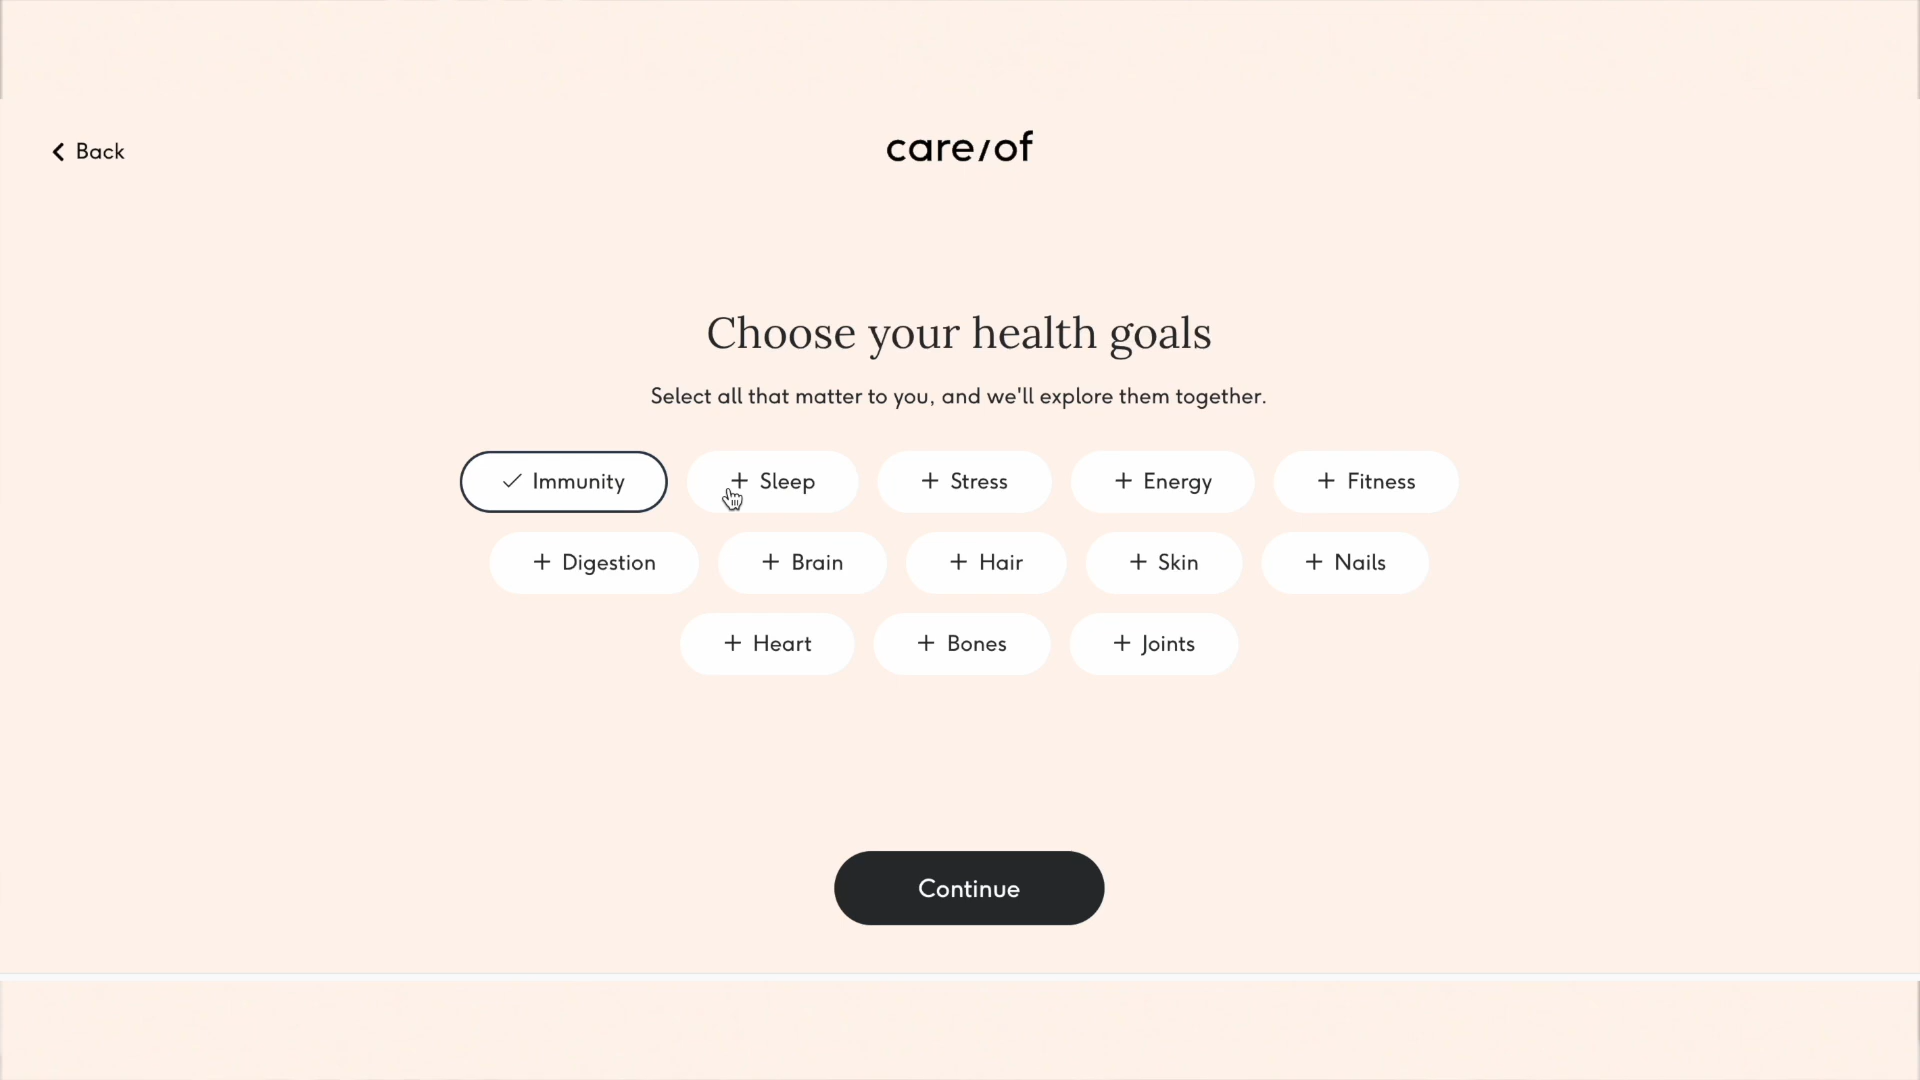 Back
care/of
Choose your health goals
Select all that matter to you, and we'll explore them together.
Immunity + Sleep + Stress + Energy + Fitness
+ Digestion + Brain + Hair + Skin + Nails
+ Heart + Bones + Joints
Continue